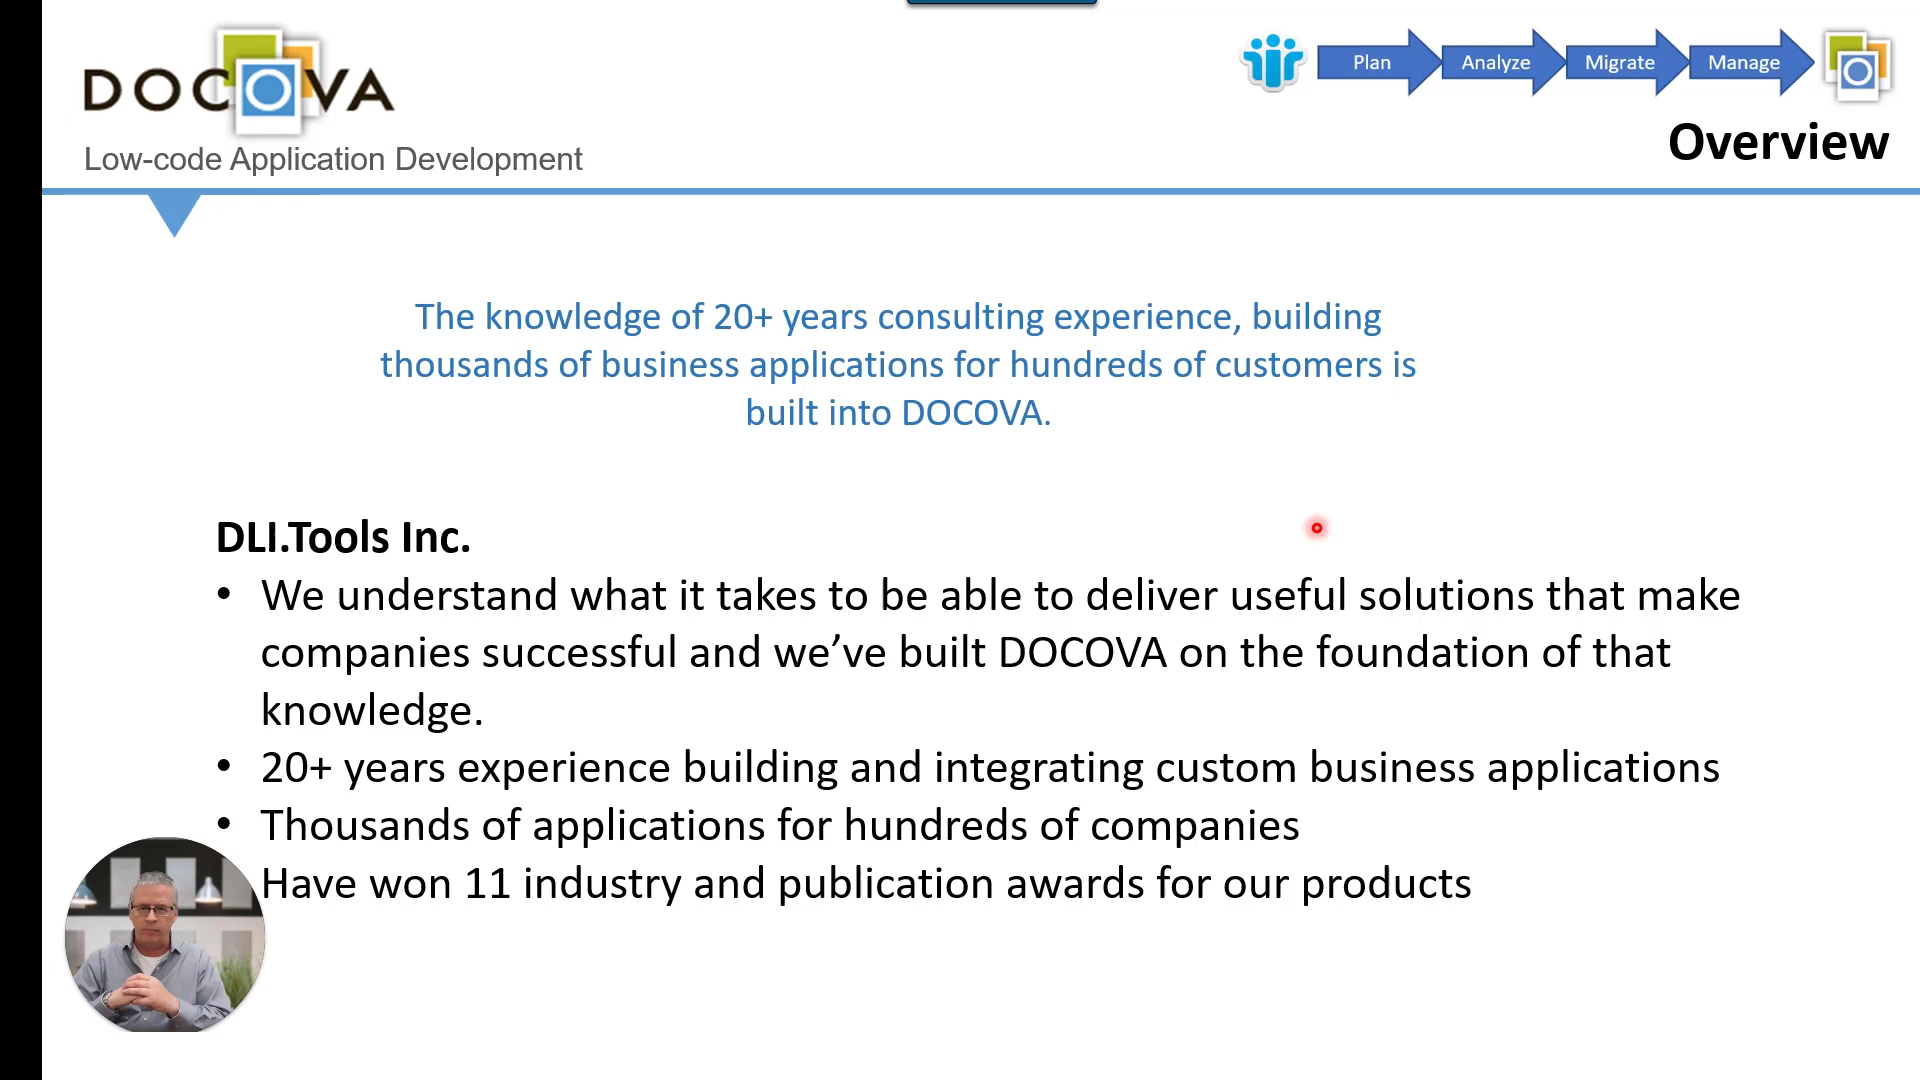 DOCOVA
Low-code Application Development
Plan
Analyze
Migrate
Manage
Overview
The knowledge of 20+ years consulting experience, building
thousands of business applications for hundreds of customers is
built into DOCOVA.
DLI.Tools Inc.
• We understand what it takes to be able to deliver useful solutions that make
companies successful and we’ve built DOCOVA on the foundation of that
knowledge.
• 20+ years experience building and integrating custom business applications
• Thousands of applications for hundreds of companies
Have won 11 industry and publication awards for our products